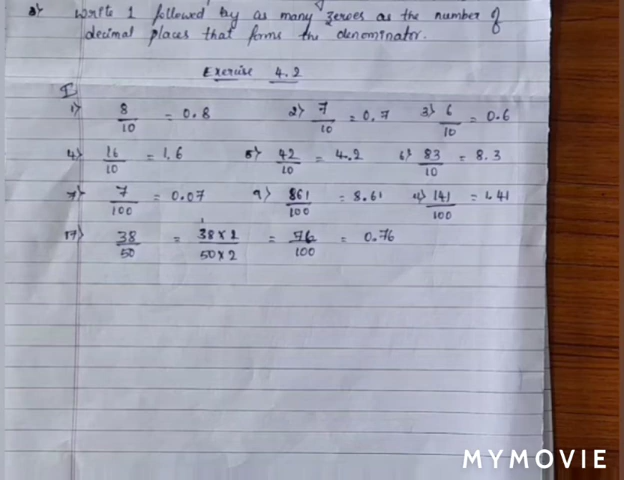 3) Write 1 followed by as many zeroes as the number of
decimal places that forms the denominator.
Exercise 4.2
I
1) 8/10 = 0.8 2) 7/10 = 0.7 3) 6/10 = 0.6
4) 16/10 = 1.6 5) 42/10 = 4.2 6) 83/10 = 8.3
7) 7/100 = 0.07 9) 861/100 = 8.61 11) 141/100 = 1.41
17) 38/50 = 38×2/50×2 = 76/100 = 0.76
MYMOVIE